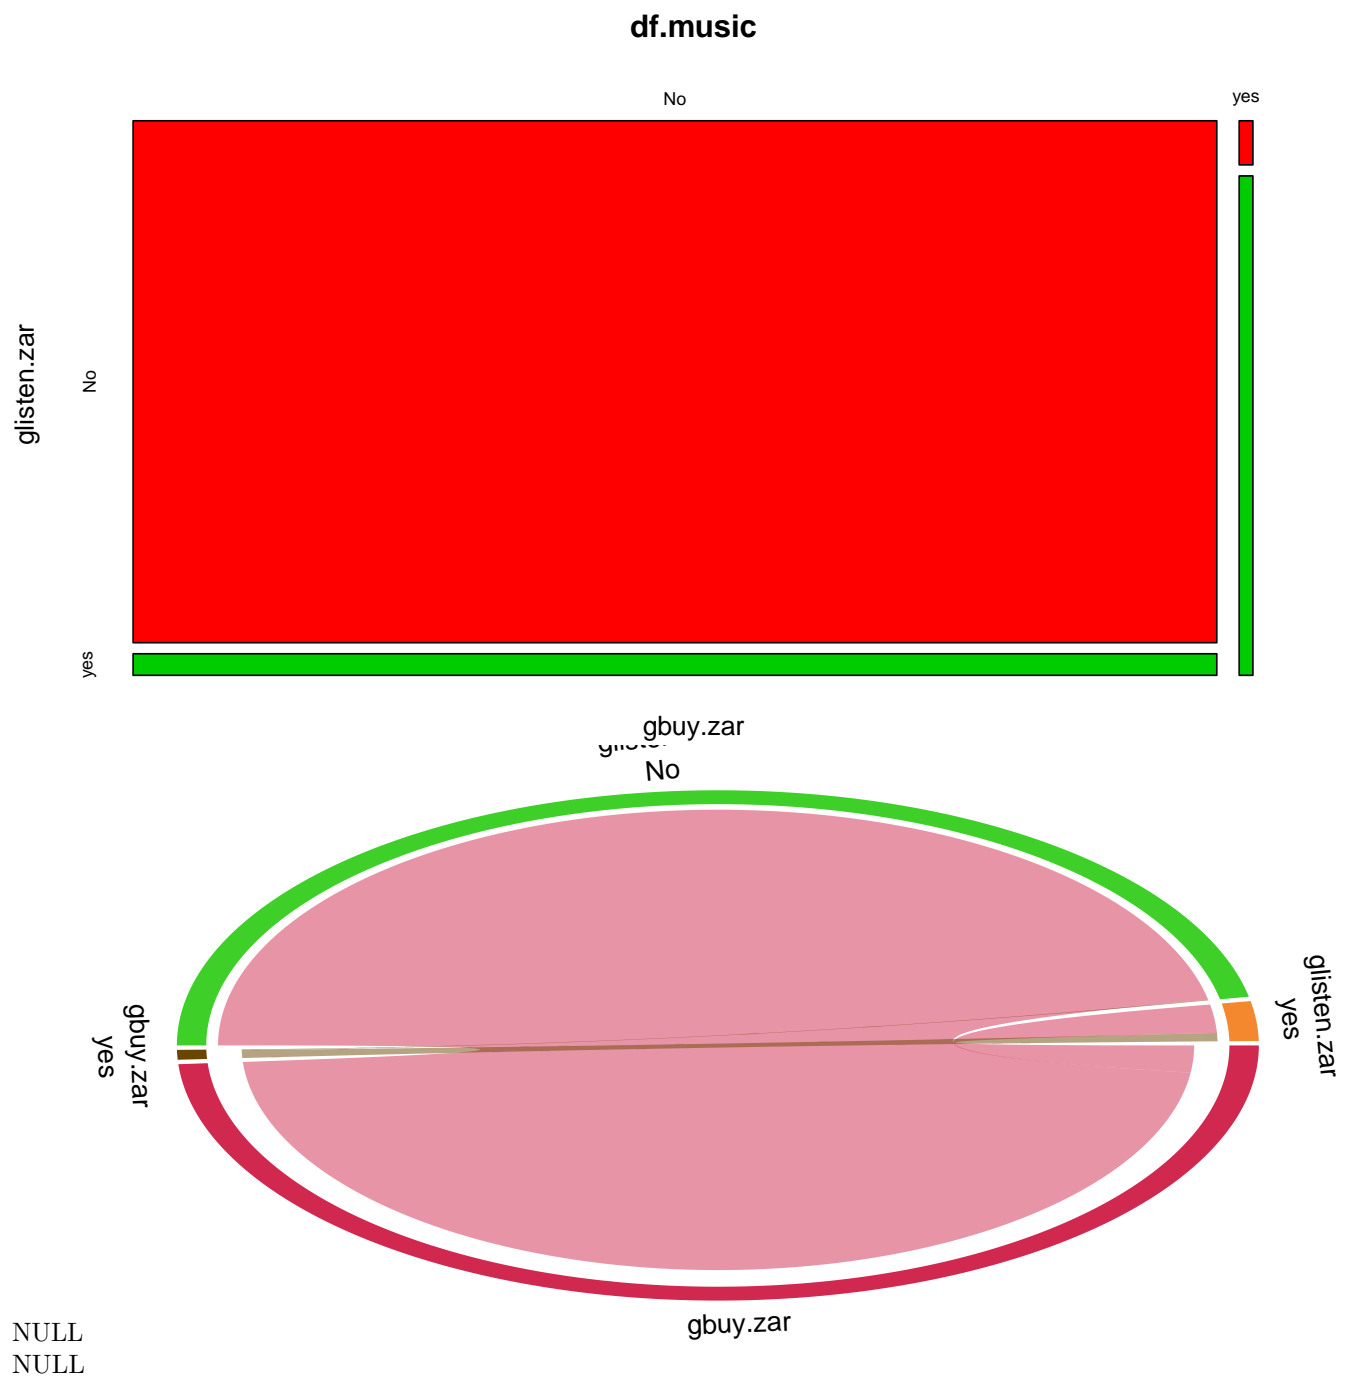 df.music
No
yes
glisten.zar
No
yes
gbuy.zar
No
glisten.zar
yes
gbuy.zar
yes
gbuy.zar
NULL
NULL